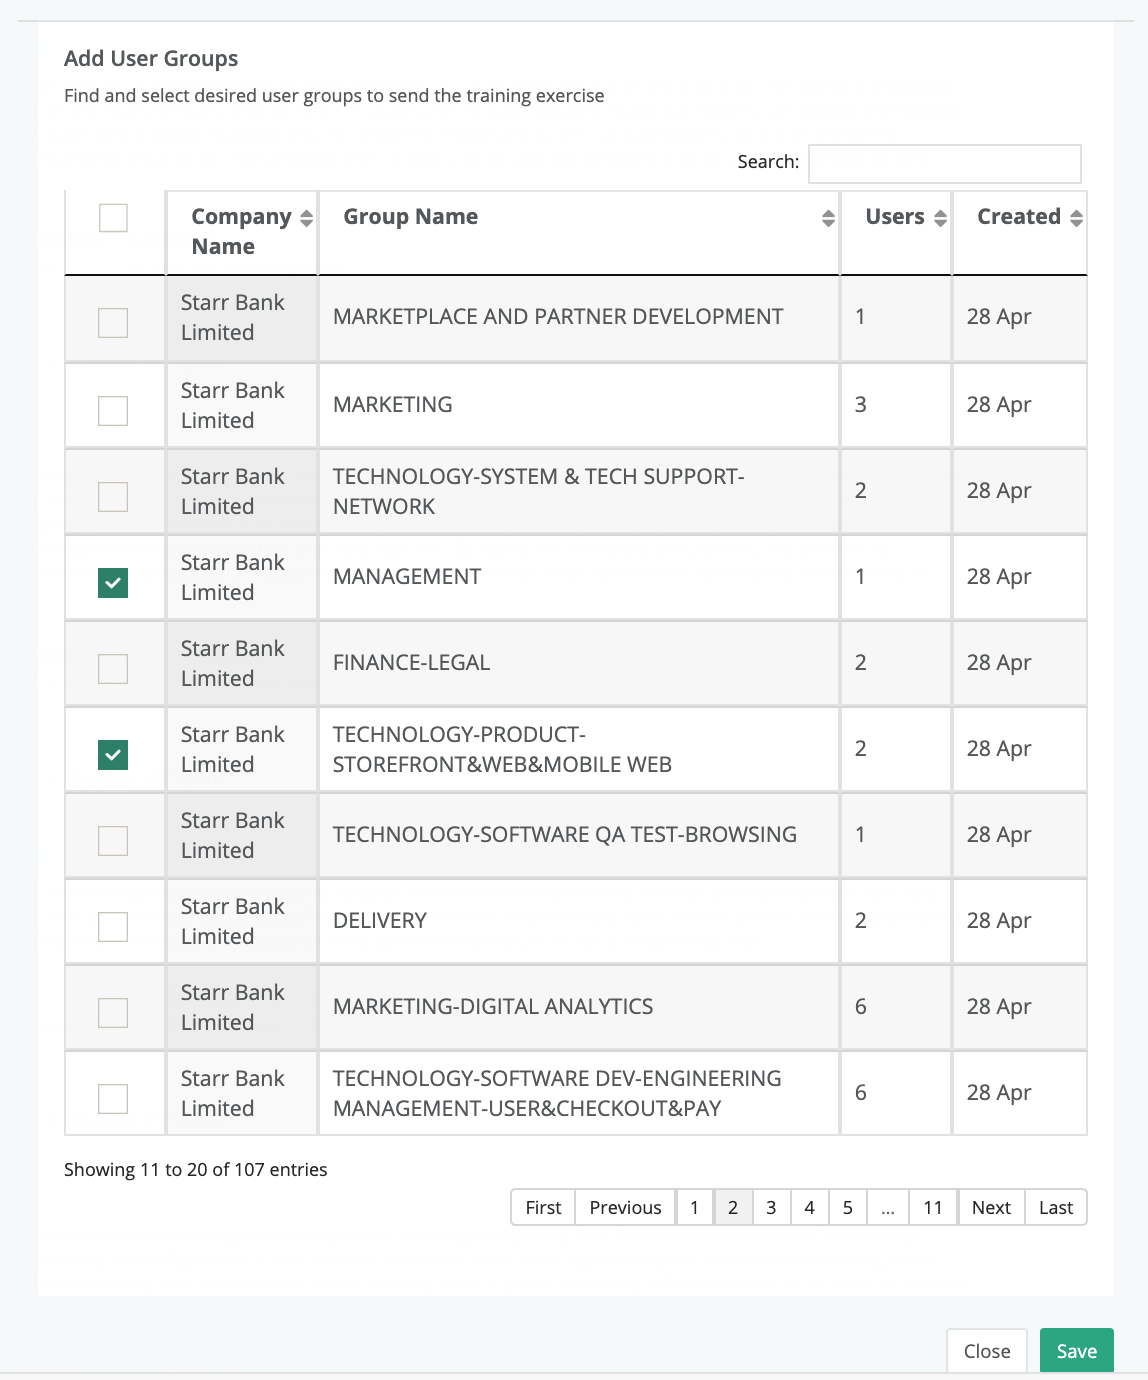 Add User Groups
Find and select desired user groups to send the training exercise
Search:
Company Name Group Name Users Created
Starr Bank Limited MARKETPLACE AND PARTNER DEVELOPMENT 1 28 Apr
Starr Bank Limited MARKETING 3 28 Apr
Starr Bank Limited TECHNOLOGY-SYSTEM & TECH SUPPORT-NETWORK 2 28 Apr
Starr Bank Limited MANAGEMENT 1 28 Apr
Starr Bank Limited FINANCE-LEGAL 2 28 Apr
Starr Bank Limited TECHNOLOGY-PRODUCT-STOREFRONT&WEB&MOBILE WEB 2 28 Apr
Starr Bank Limited TECHNOLOGY-SOFTWARE QA TEST-BROWSING 1 28 Apr
Starr Bank Limited DELIVERY 2 28 Apr
Starr Bank Limited MARKETING-DIGITAL ANALYTICS 6 28 Apr
Starr Bank Limited TECHNOLOGY-SOFTWARE DEV-ENGINEERING MANAGEMENT-USER&CHECKOUT&PAY 6 28 Apr
Showing 11 to 20 of 107 entries
First Previous 1 2 3 4 5 ... 11 Next Last
Close Save